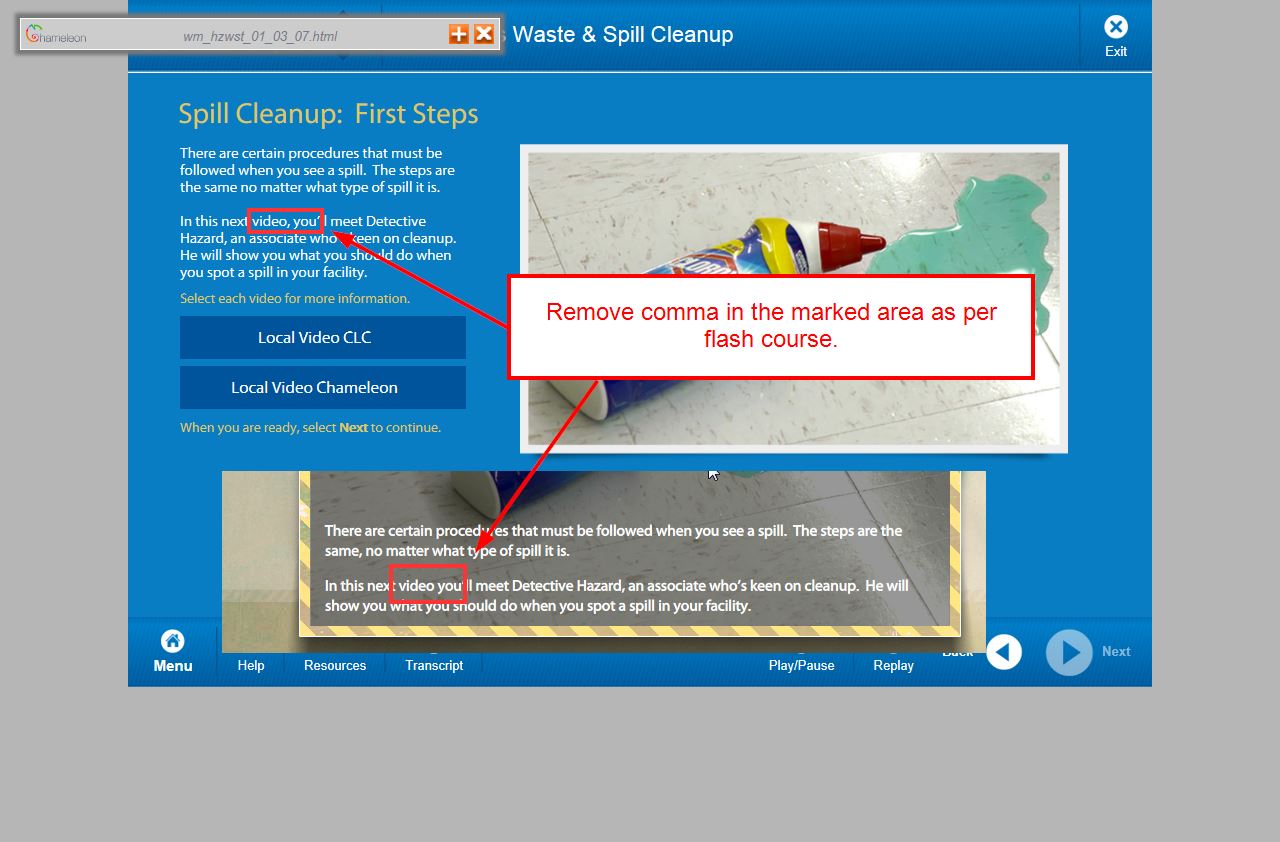 Chameleon
wm_hzwst_01_03_07.html
s Waste & Spill Cleanup
Exit
Spill Cleanup:  First Steps
There are certain procedures that must be
followed when you see a spill.  The steps are
the same no matter what type of spill it is.
In this next video, you'll meet Detective
Hazard, an associate who's keen on cleanup.
He will show you what you should do when
you spot a spill in your facility.
Select each video for more information.
Local Video CLC
Local Video Chameleon
When you are ready, select Next to continue.
CLOROX
Remove comma in the marked area as per
flash course.
There are certain procedures that must be followed when you see a spill.  The steps are the
same, no matter what type of spill it is.
In this next video you'll meet Detective Hazard, an associate who's keen on cleanup.  He will
show you what you should do when you spot a spill in your facility.
Menu
Help
Resources
Transcript
Play/Pause
Replay
Back
Next